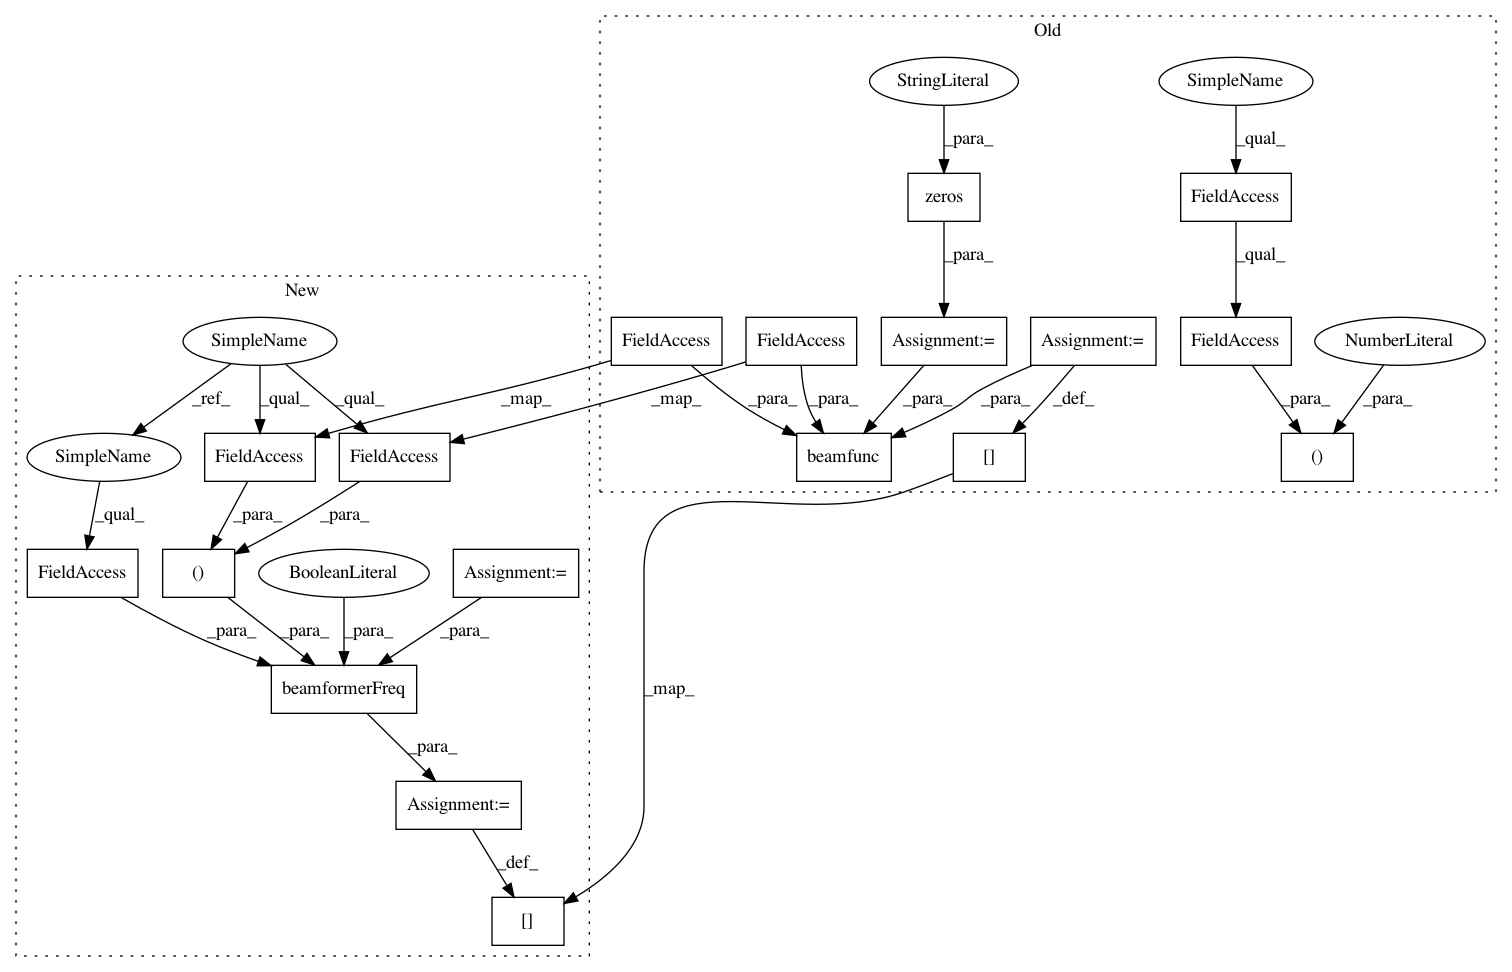 Old
StringLiteral
SimpleName
_para_
_qual_
zeros
FieldAccess
_para_
_qual_
New
SimpleName
FieldAccess
FieldAccess
Assignment:=
Assignment:=
FieldAccess
NumberLiteral
_ref_
_qual_
_qual_
_map_
_map_
_para_
_para_
_para_
_para_
_def_
_para_
_para_
SimpleName
FieldAccess
FieldAccess
beamfunc
[]
()
_qual_
_para_
_para_
FieldAccess
()
BooleanLiteral
Assignment:=
_para_
_para_
_para_
_para_
beamformerFreq
_map_
_para_
Assignment:=
_def_
[]